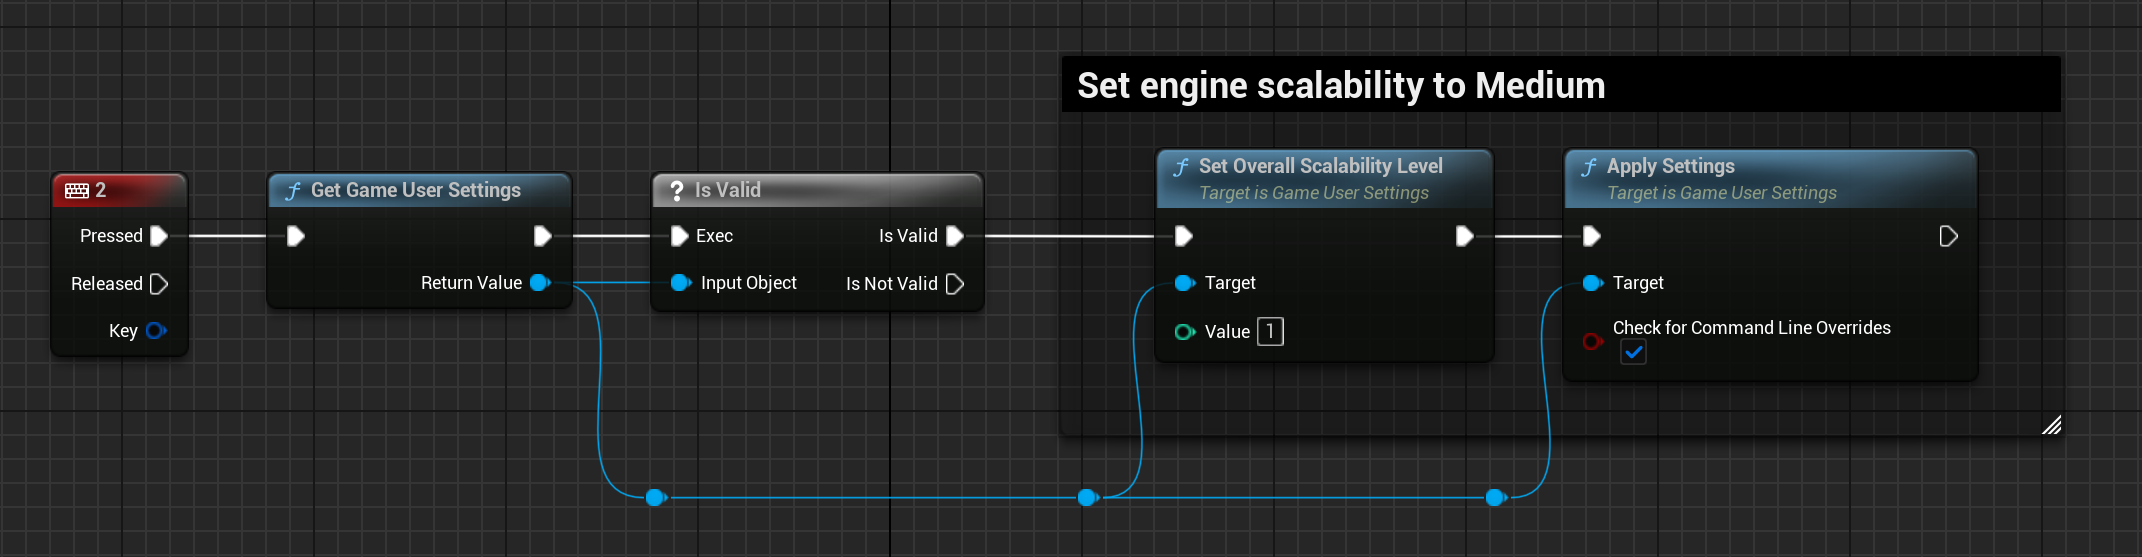 Set engine scalability to Medium
2
Pressed
Released
Key
Get Game User Settings
Return Value
? Is Valid
Exec
Is Valid
Input Object
Is Not Valid
f Set Overall Scalability Level
Target is Game User Settings
Target
Value 1
f Apply Settings
Target is Game User Settings
Target
Check for Command Line Overrides